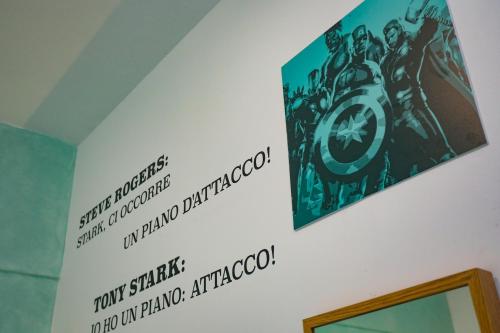 STEVE ROGERS:
STARK, CI OCCORRE
UN PIANO D'ATTACCO!
TONY STARK:
IO HO UN PIANO: ATTACCO!